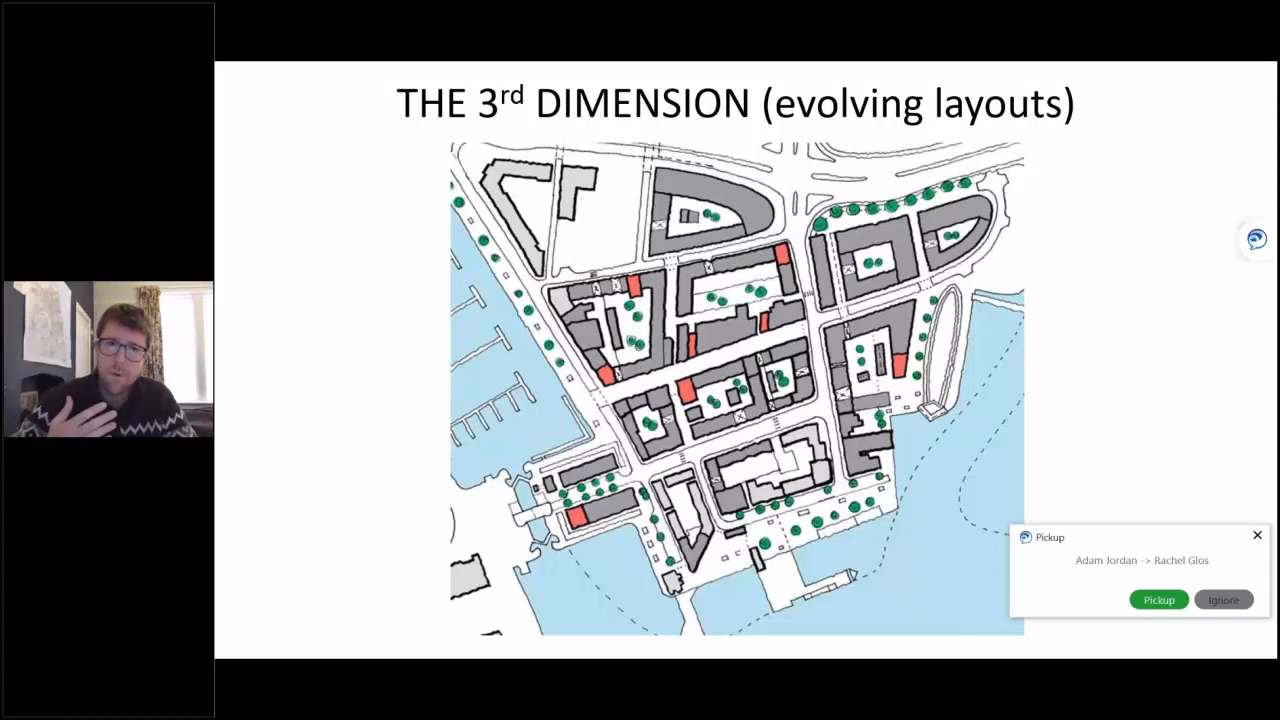 THE 3rd DIMENSION (evolving layouts)
Pickup
Adam Jordan -> Rachel Glos
Pickup
Ignore